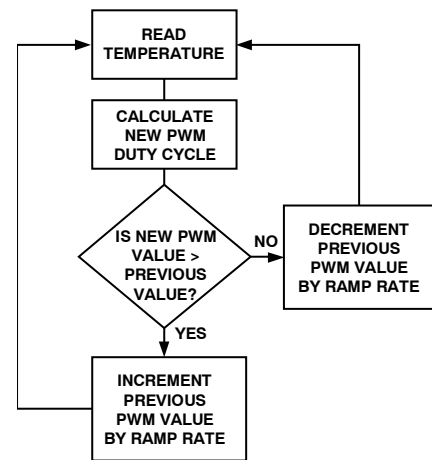 READ
TEMPERATURE
CALCULATE
NEW PWM
DUTY CYCLE
IS NEW PWM
VALUE >
PREVIOUS
VALUE?
NO
DECREMENT
PREVIOUS
PWM VALUE
BY RAMP RATE
YES
INCREMENT
PREVIOUS
PWM VALUE
BY RAMP RATE